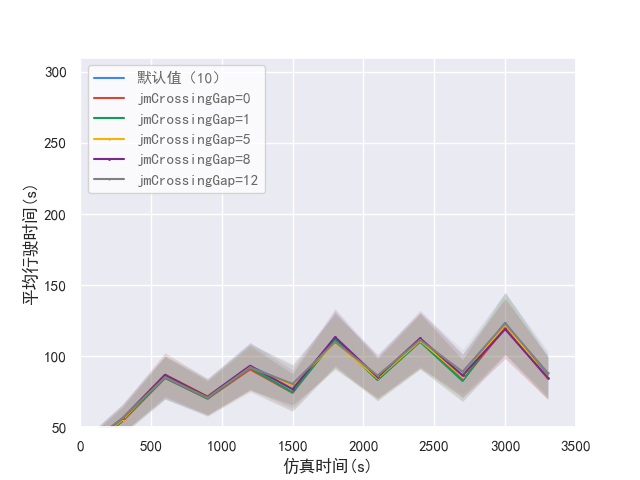 默认值（10）
jmCrossingGap=0
jmCrossingGap=1
jmCrossingGap=5
jmCrossingGap=8
jmCrossingGap=12
300
250
200
150
100
50
平均行驶时间(s)
0 500 1000 1500 2000 2500 3000 3500
仿真时间(s)